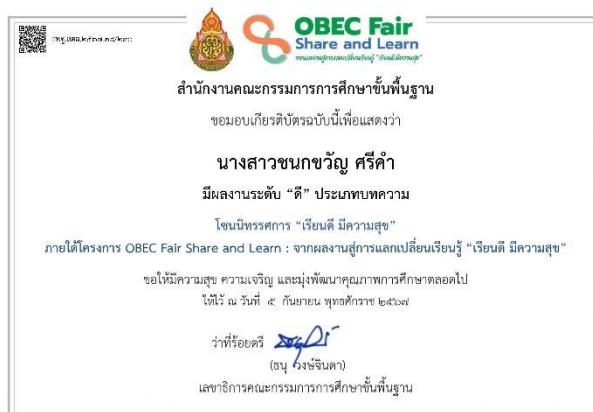 OBEC Fair
Share and Learn
สำนักงานคณะกรรมการการศึกษาขั้นพื้นฐาน
ขอมอบเกียรติบัตรฉบับนี้เพื่อแสดงว่า
นางสาวชนกขวัญ ศรีคำ
มีผลงานระดับ “ดี” ประเภทบทความ
โซนนิทรรศการ “เรียนดี มีความสุข”
ภายใต้โครงการ OBEC Fair Share and Learn : จากผลงานสู่การแลกเปลี่ยนเรียนรู้ “เรียนดี มีความสุข”
ขอให้มีความสุข ความเจริญ และมุ่งพัฒนาคุณภาพการศึกษาตลอดไป
ให้ไว้ ณ วันที่ ๕ กันยายน พุทธศักราช ๒๕๖๗
ว่าที่ร้อยตรี
(ธนุ วงษ์จินดา)
เลขาธิการคณะกรรมการการศึกษาขั้นพื้นฐาน